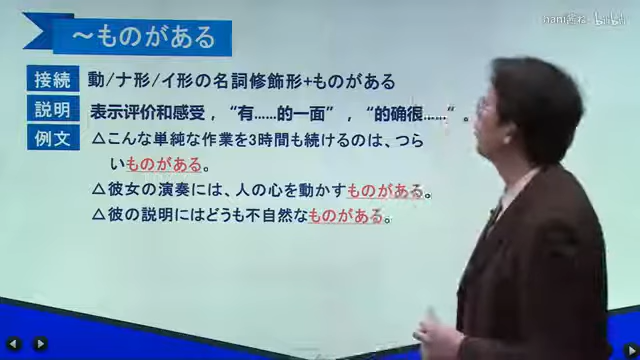 ～ものがある
接続 動/ナ形/イ形の名詞修飾形+ものがある
説明 表示评价和感受，“有……的一面”，“的确很……”。
例文 △こんな単純な作業を3時間も続けるのは、つら
いものがある。
△彼女の演奏には、人の心を動かすものがある。
△彼の説明にはどうも不自然なものがある。
bilibili